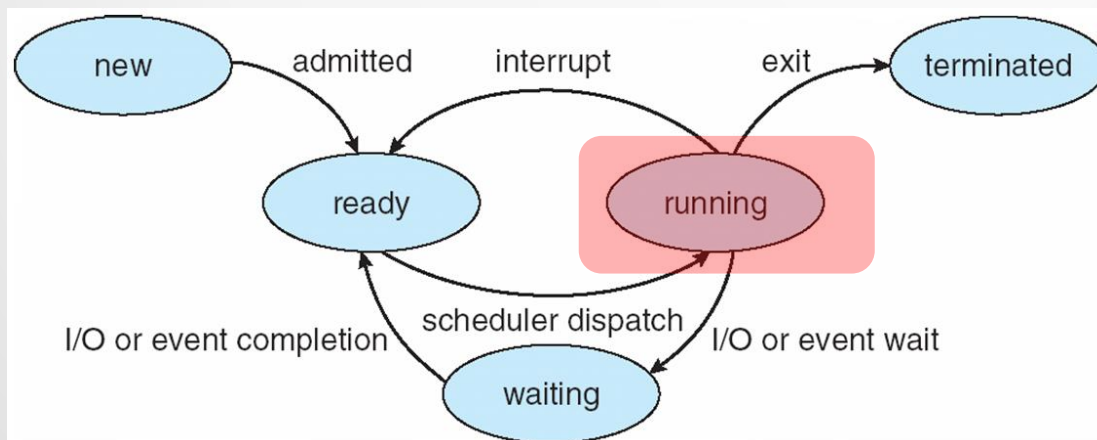 new
admitted
interrupt
exit
terminated
ready
running
scheduler dispatch
I/O or event completion
I/O or event wait
waiting